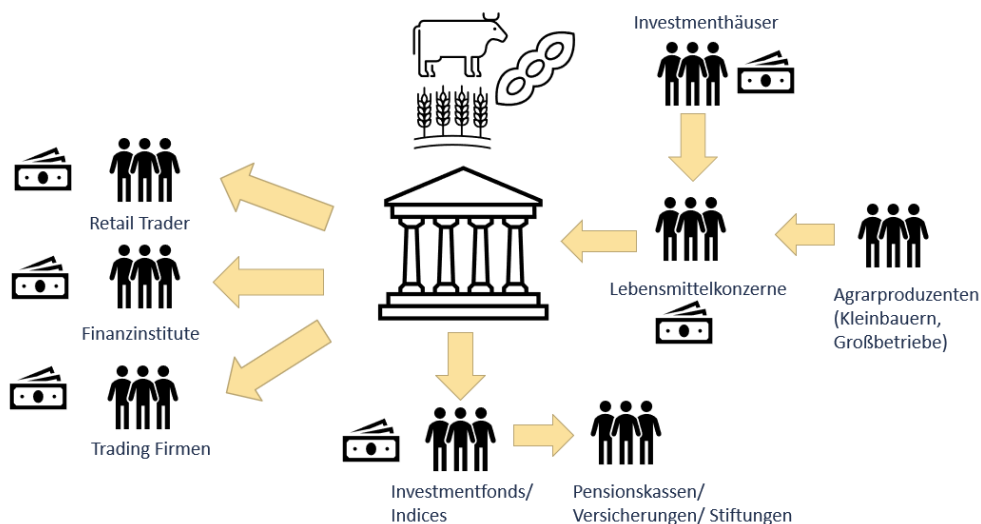 Investmenthäuser
Retail Trader
Lebensmittelkonzerne
Agrarproduzenten
(Kleinbauern,
Großbetriebe)
Finanzinstitute
Trading Firmen
Investmentfonds/
Indices
Pensionskassen/
Versicherungen/ Stiftungen